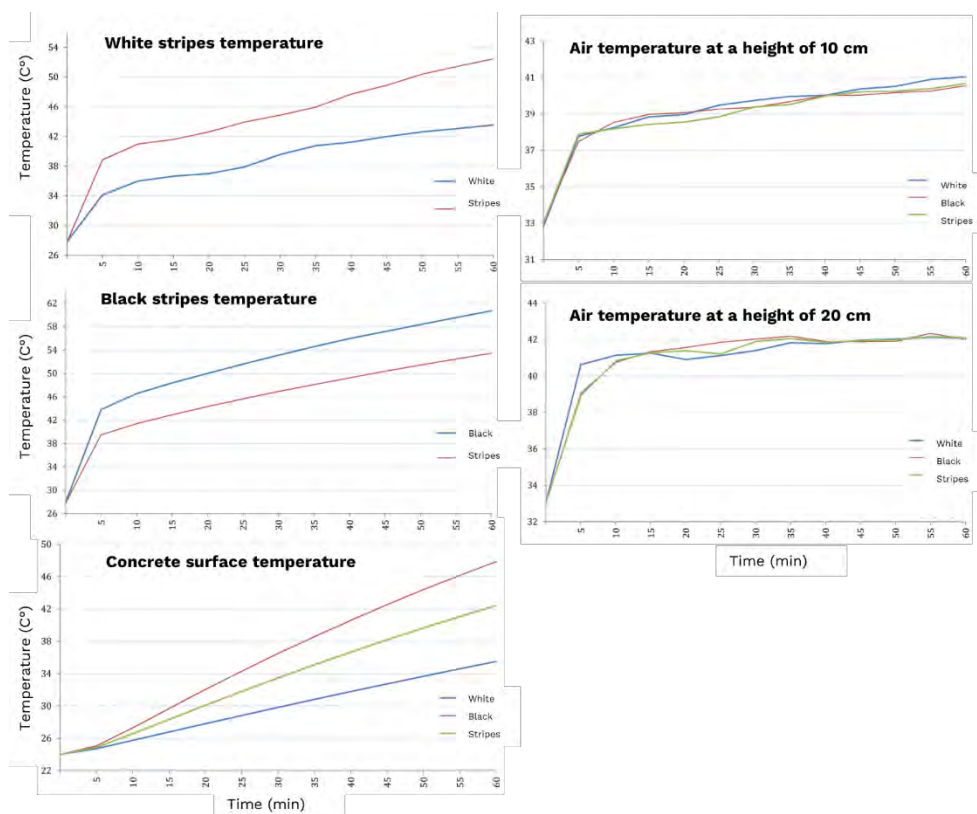 White stripes temperature
Temperature (C°)
54
50
46
42
38
34
30
26
White
Stripes
5 10 15 20 25 30 35 40 45 50 55 60
Black stripes temperature
Temperature (C°)
62
58
54
50
46
42
38
34
30
26
Black
Stripes
5 10 15 20 25 30 35 40 45 50 55 60
Concrete surface temperature
Temperature (C°)
50
46
42
38
34
30
26
22
White
Black
Stripes
5 10 15 20 25 30 35 40 45 50 55 60
Time (min)
Air temperature at a height of 10 cm
43
41
39
37
35
33
31
White
Black
Stripes
5 10 15 20 25 30 35 40 45 50 55 60
Air temperature at a height of 20 cm
44
42
40
38
36
34
32
White
Black
Stripes
5 10 15 20 25 30 35 40 45 50 55 60
Time (min)